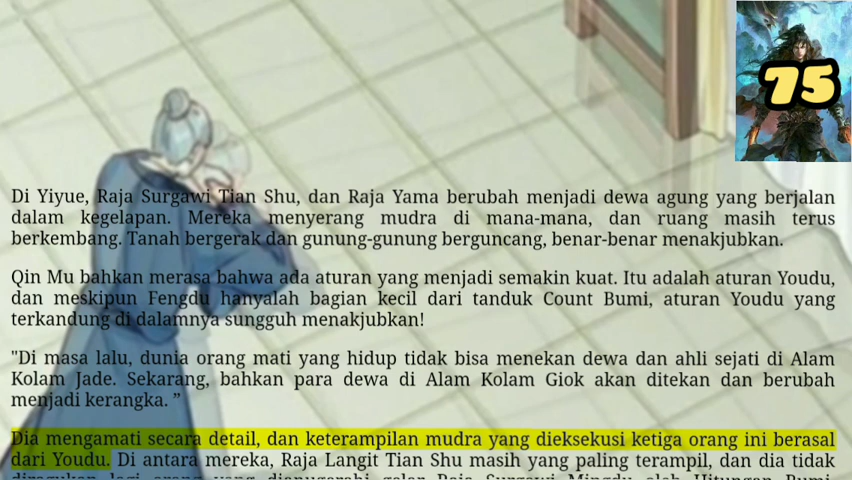 75
Di Yiyue, Raja Surgawi Tian Shu, dan Raja Yama berubah menjadi dewa agung yang berjalan
dalam kegelapan. Mereka menyerang mudra di mana-mana, dan ruang masih terus
berkembang. Tanah bergerak dan gunung-gunung berguncang, benar-benar menakjubkan.
Qin Mu bahkan merasa bahwa ada aturan yang menjadi semakin kuat. Itu adalah aturan Youdu,
dan meskipun Fengdu hanyalah bagian kecil dari tanduk Count Bumi, aturan Youdu yang
terkandung di dalamnya sungguh menakjubkan!
"Di masa lalu, dunia orang mati yang hidup tidak bisa menekan dewa dan ahli sejati di Alam
Kolam Jade. Sekarang, bahkan para dewa di Alam Kolam Giok akan ditekan dan berubah
menjadi kerangka. ”
Dia mengamati secara detail, dan keterampilan mudra yang dieksekusi ketiga orang ini berasal
dari Youdu. Di antara mereka, Raja Langit Tian Shu masih yang paling terampil, dan dia tidak